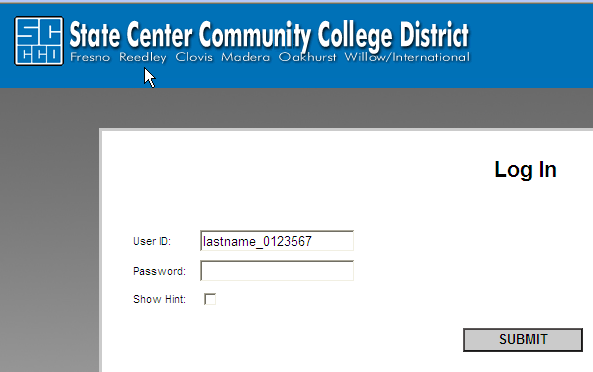 SC
CCD
State Center Community College District
Fresno Reedley Clovis Madera Oakhurst Willow/International
Log In
User ID: lastname_0123567
Password:
Show Hint:
SUBMIT